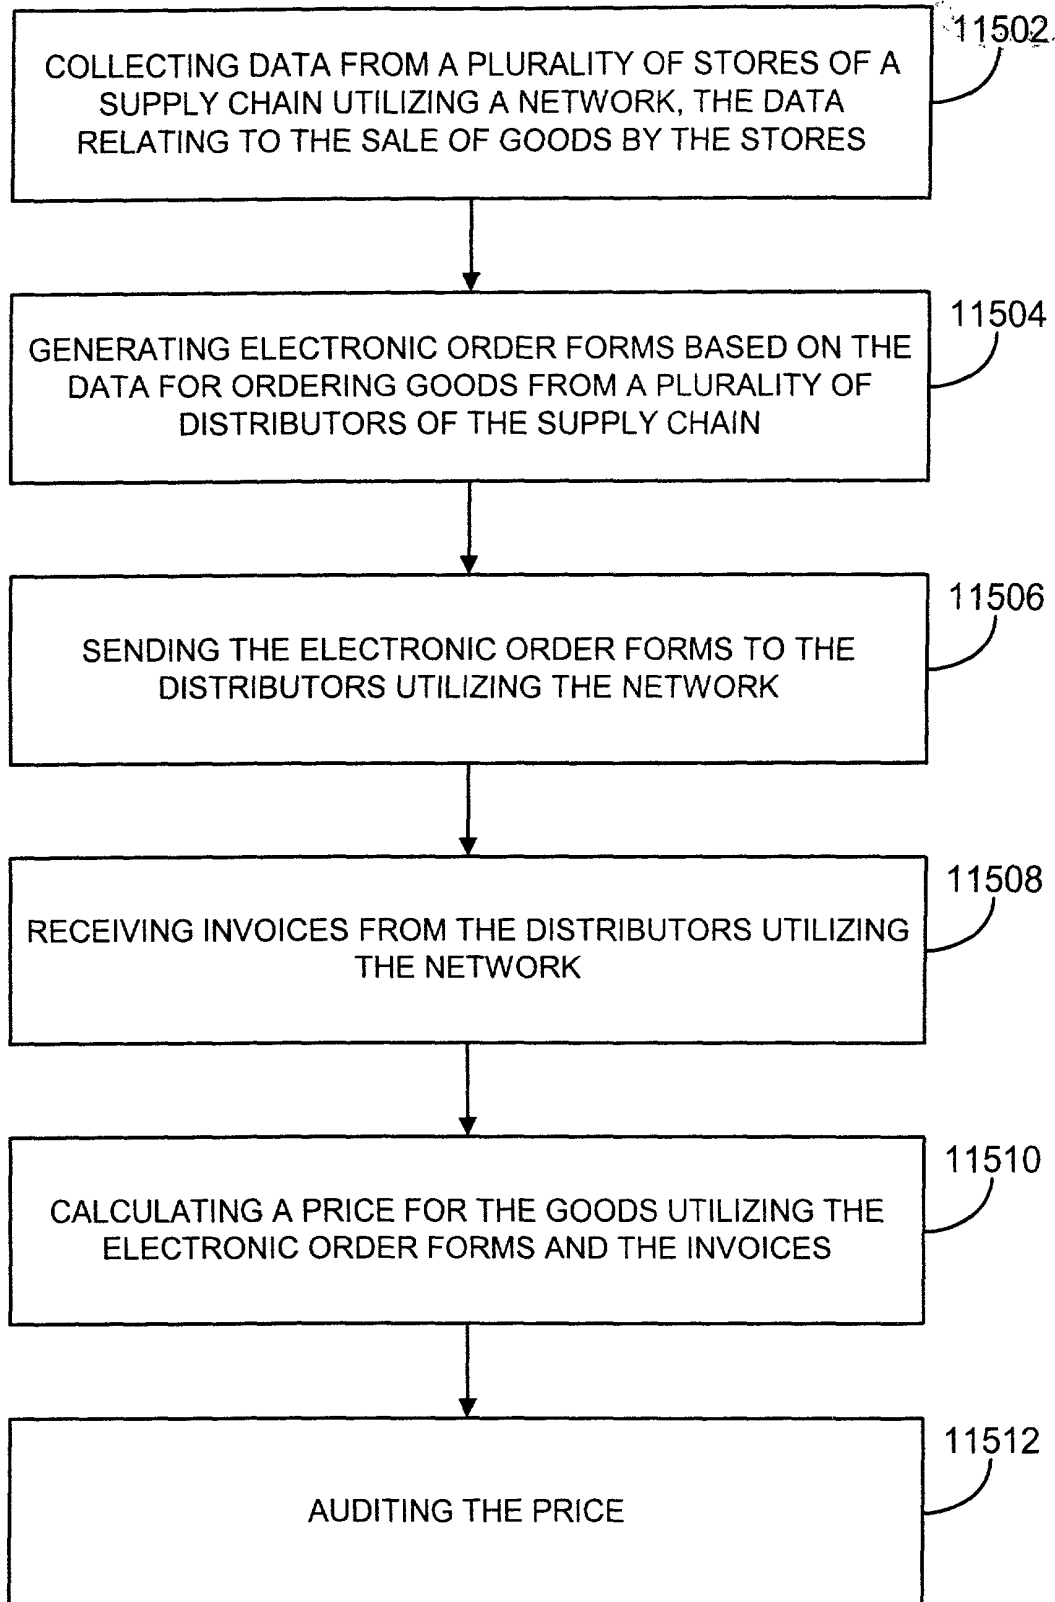 11502
COLLECTING DATA FROM A PLURALITY OF STORES OF A
SUPPLY CHAIN UTILIZING A NETWORK, THE DATA
RELATING TO THE SALE OF GOODS BY THE STORES
11504
GENERATING ELECTRONIC ORDER FORMS BASED ON THE
DATA FOR ORDERING GOODS FROM A PLURALITY OF
DISTRIBUTORS OF THE SUPPLY CHAIN
11506
SENDING THE ELECTRONIC ORDER FORMS TO THE
DISTRIBUTORS UTILIZING THE NETWORK
11508
RECEIVING INVOICES FROM THE DISTRIBUTORS UTILIZING
THE NETWORK
11510
CALCULATING A PRICE FOR THE GOODS UTILIZING THE
ELECTRONIC ORDER FORMS AND THE INVOICES
11512
AUDITING THE PRICE